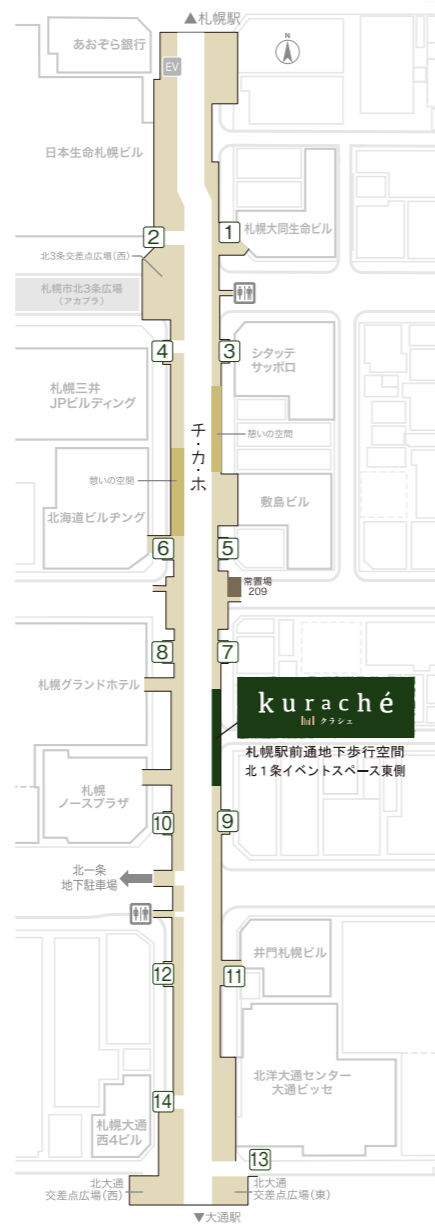 ▲札幌駅
あおぞら銀行
N
EV
日本生命札幌ビル
2
1
札幌大同生命ビル
北3条交差点広場(西)
札幌市北3条広場
(アカプラ)
4
3
シタッテ
サッポロ
札幌三井
JPビルディング
チ・カ・ホ
憩いの空間
憩いの空間
北海道ビルヂング
敷島ビル
6
5
常置場
209
8
7
札幌グランドホテル
kuraché
クラシェ
札幌駅前通地下歩行空間
北1条イベントスペース東側
札幌
ノースプラザ
10
9
北一条
地下駐車場
井門札幌ビル
12
11
北洋大通センター
大通ビッセ
14
札幌大通
西4ビル
13
北大通
交差点広場(西)
北大通
交差点広場(東)
▼大通駅